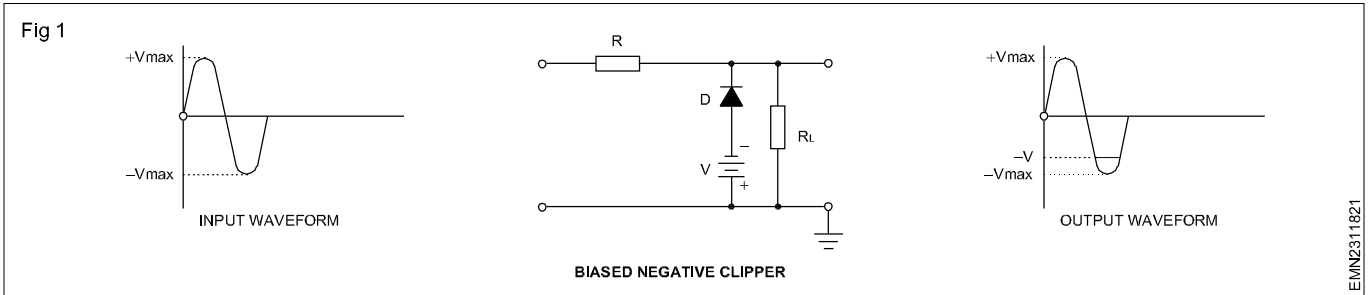 Fig 1
+Vmax
–Vmax
INPUT WAVEFORM
R
D
–
V
+
RL
BIASED NEGATIVE CLIPPER
+Vmax
–V
–Vmax
OUTPUT WAVEFORM
EMN2311821